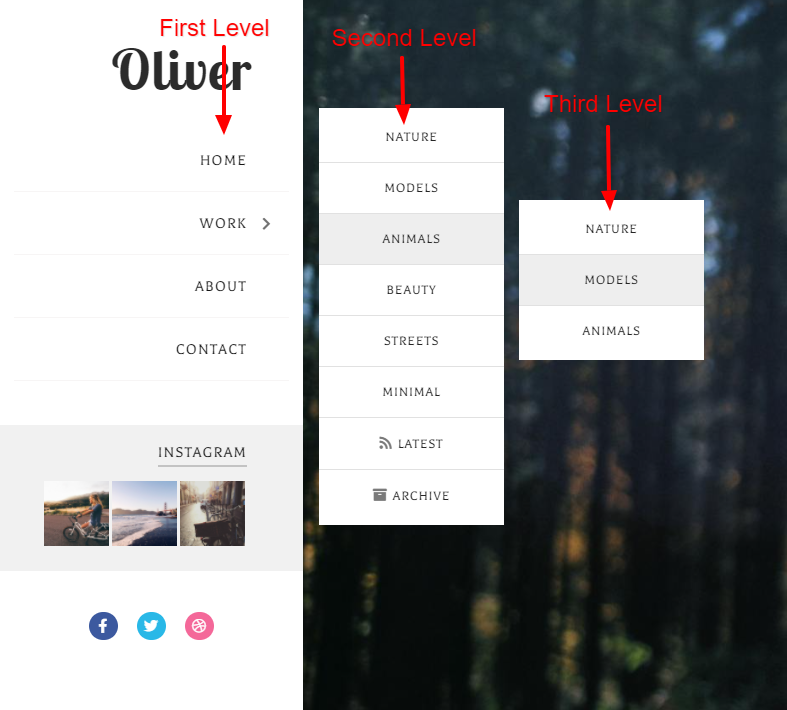 First Level
Oliver
HOME
WORK
ABOUT
CONTACT
INSTAGRAM
Second Level
NATURE
MODELS
ANIMALS
BEAUTY
STREETS
MINIMAL
LATEST
ARCHIVE
Third Level
NATURE
MODELS
ANIMALS